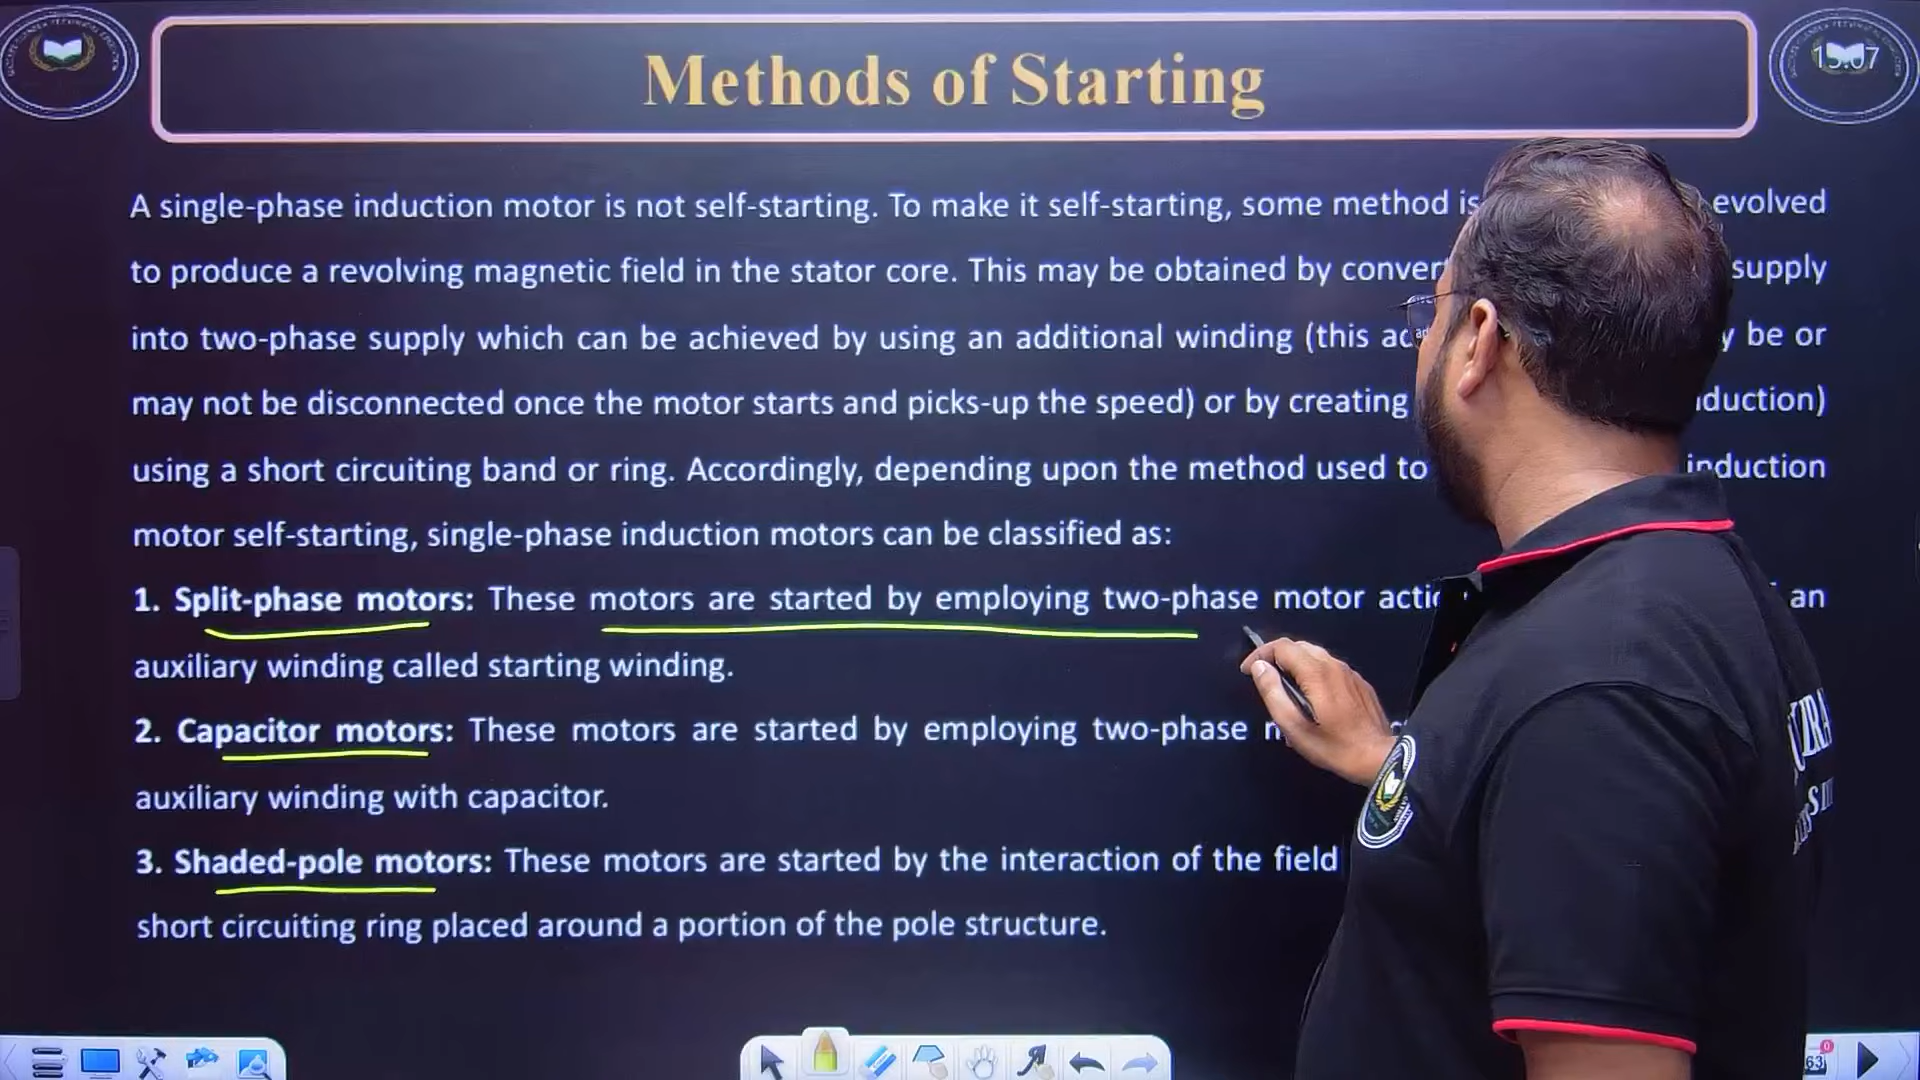 Methods of Starting
15:07
A single-phase induction motor is not self-starting. To make it self-starting, some method is evolved
to produce a revolving magnetic field in the stator core. This may be obtained by supply
into two-phase supply which can be achieved by using an additional winding (this be or
may not be disconnected once the motor starts and picks-up the speed) or by creating
using a short circuiting band or ring. Accordingly, depending upon the method used to induction
motor self-starting, single-phase induction motors can be classified as:
1. Split-phase motors: These motors are started by employing two-phase motor an
auxiliary winding called starting winding.
2. Capacitor motors: These motors are started by employing two-phase
auxiliary winding with capacitor.
3. Shaded-pole motors: These motors are started by the interaction of the field
short circuiting ring placed around a portion of the pole structure.
63